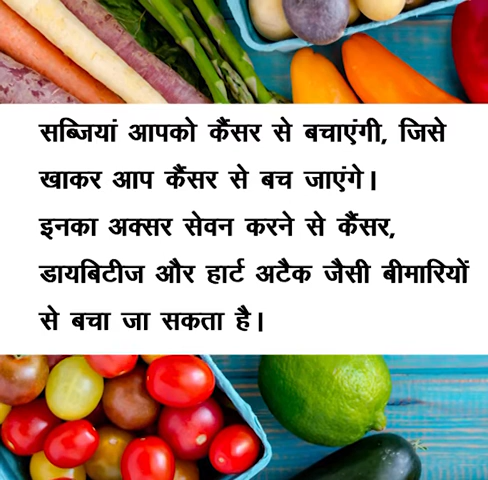 सब्जियां आपको कैंसर से बचाएंगी, जिसे
खाकर आप कैंसर से बच जाएंगे।
इनका अक्सर सेवन करने से कैंसर,
डायबिटीज और हार्ट अटैक जैसी बीमारियों
से बचा जा सकता है।